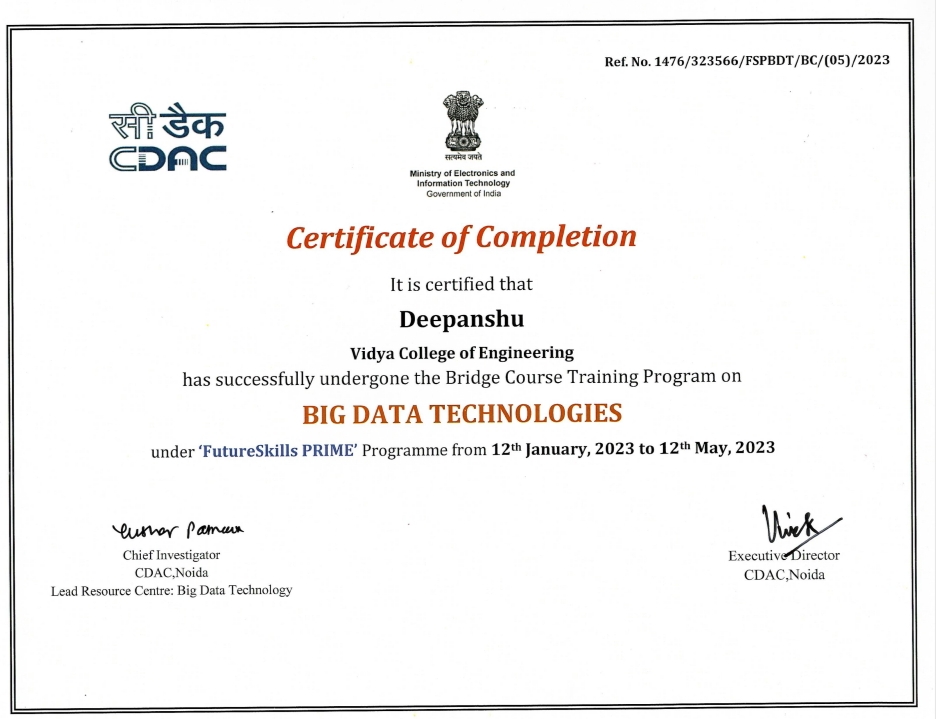 Ref. No. 1476/323566/FSPBDT/BC/(05)/2023
सी डैक
CDAC
सत्यमेव जयते
Ministry of Electronics and
Information Technology
Government of India
Certificate of Completion
It is certified that
Deepanshu
Vidya College of Engineering
has successfully undergone the Bridge Course Training Program on
BIG DATA TECHNOLOGIES
under ‘FutureSkills PRIME’ Programme from 12th January, 2023 to 12th May, 2023
Vivek
Chief Investigator
CDAC,Noida
Lead Resource Centre: Big Data Technology
Executive Director
CDAC,Noida